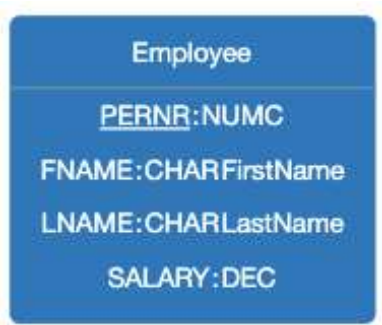 Employee
PERNR:NUMC
FNAME:CHARFirstName
LNAME:CHARLastName
SALARY:DEC